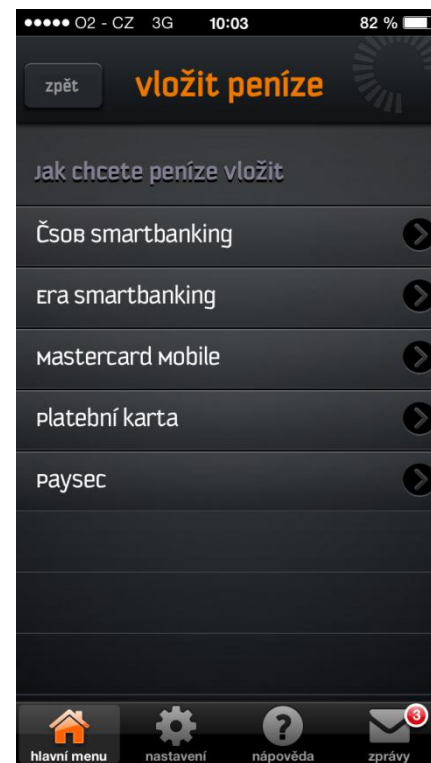 O2 - CZ 3G 10:03 82 %
zpět vložit peníze
Jak chcete peníze vložit
ČSOB smartbanking
Era smartbanking
Mastercard Mobile
Platební karta
Paysec
3
hlavní menu nastavení nápověda zprávy